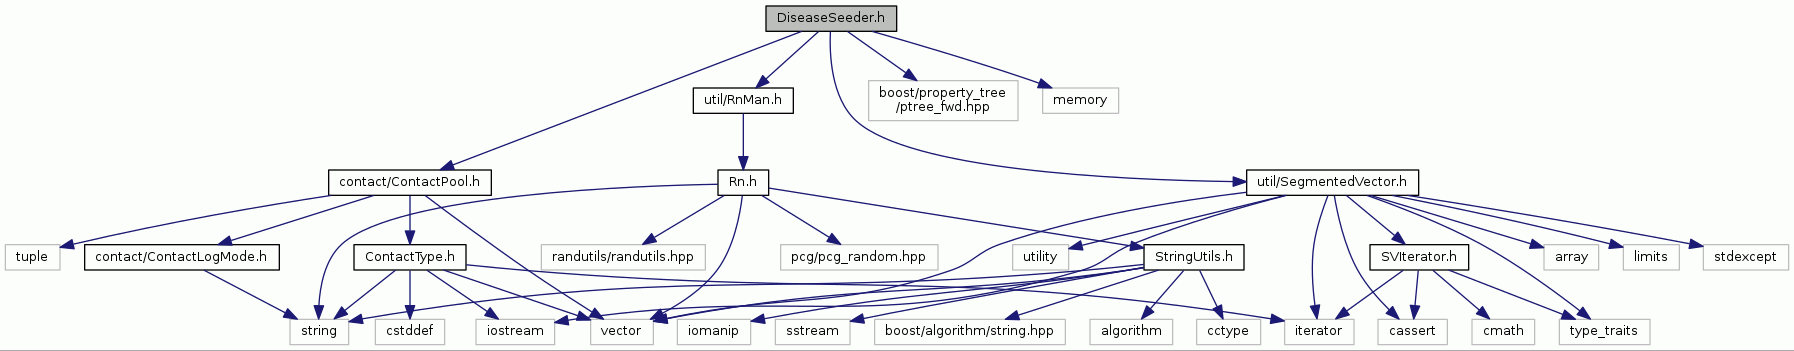 DiseaseSeeder.h
util/RnMan.h
boost/property_tree
/ptree_fwd.hpp
memory
contact/ContactPool.h
Rn.h
util/SegmentedVector.h
tuple
contact/ContactLogMode.h
ContactType.h
randutils/randutils.hpp
pcg/pcg_random.hpp
utility
StringUtils.h
SVIterator.h
array
limits
stdexcept
string
cstddef
iostream
vector
iomanip
sstream
boost/algorithm/string.hpp
algorithm
cctype
iterator
cassert
cmath
type_traits